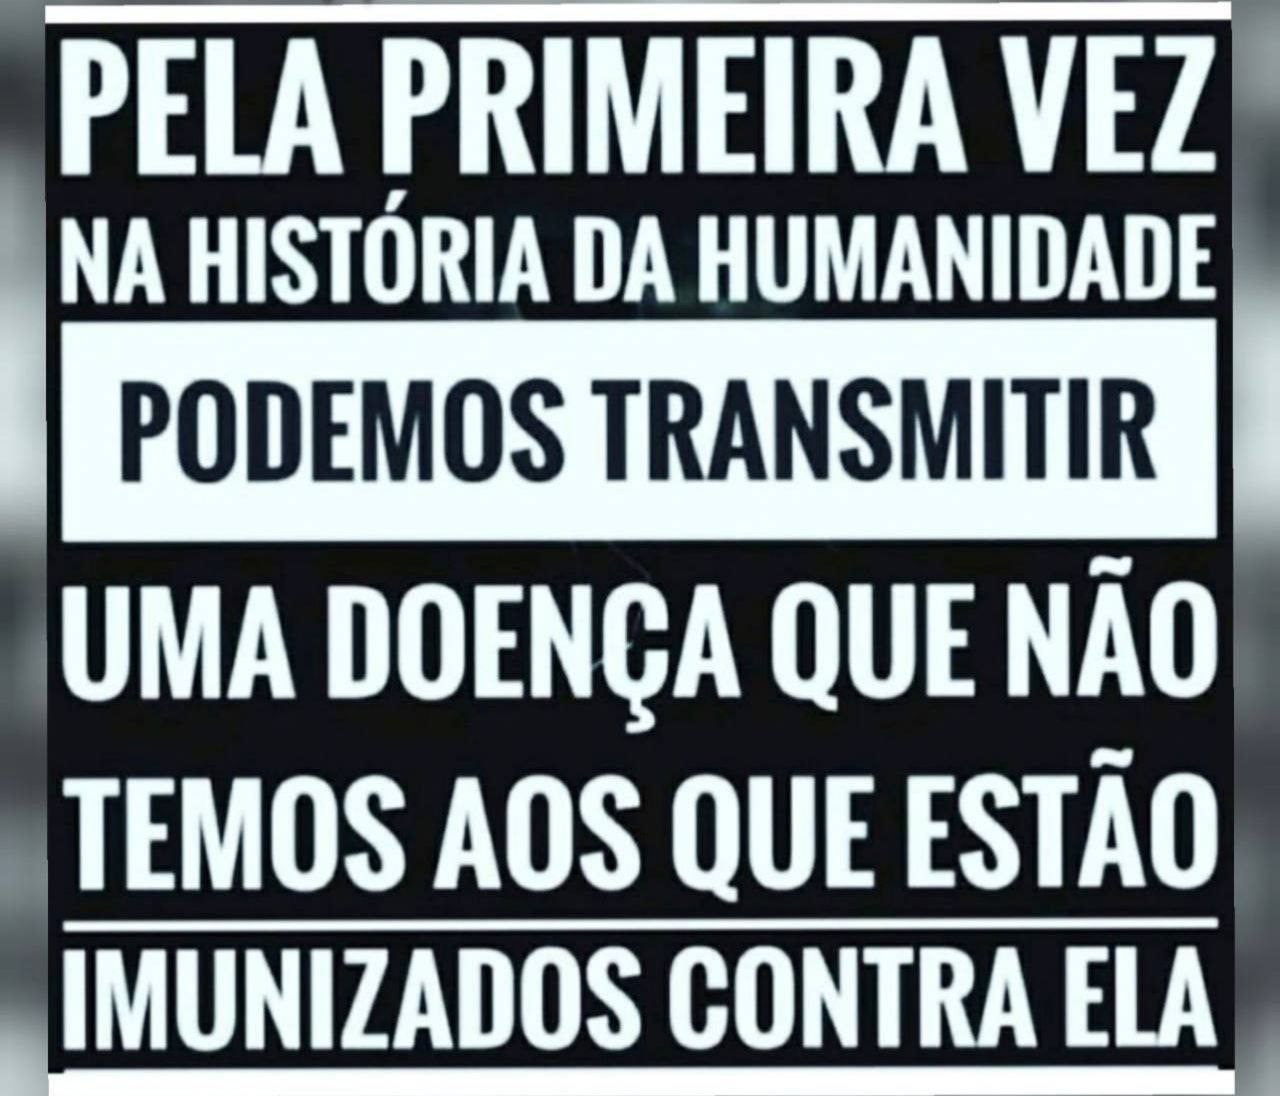 PELA PRIMEIRA VEZ
NA HISTÓRIA DA HUMANIDADE
PODEMOS TRANSMITIR
UMA DOENÇA QUE NÃO
TEMOS AOS QUE ESTÃO
IMUNIZADOS CONTRA ELA